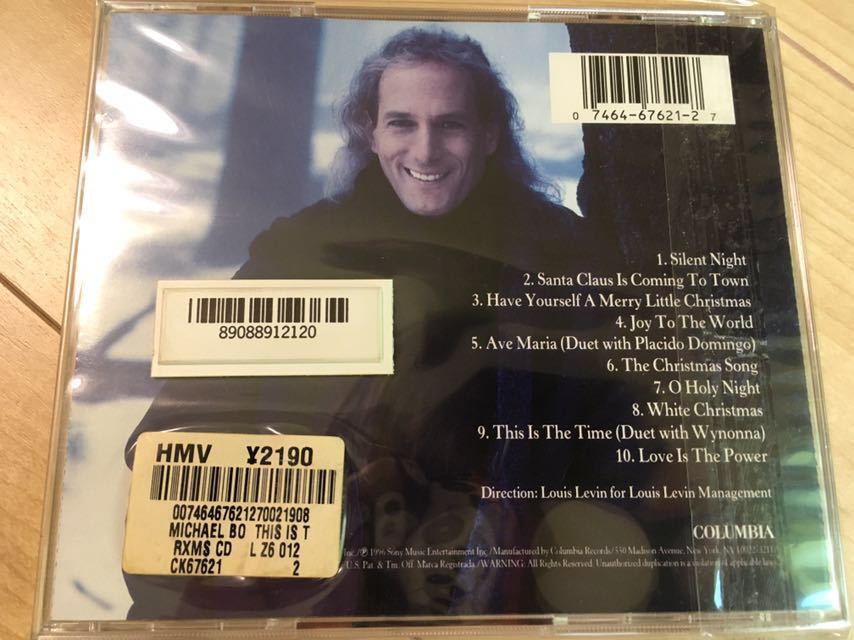 0 7464-67621-2 7
1. Silent Night
2. Santa Claus Is Coming To Town
3. Have Yourself A Merry Little Christmas
4. Joy To The World
5. Ave Maria (Duet with Placido Domingo)
6. The Christmas Song
7. O Holy Night
8. White Christmas
9. This Is The Time (Duet with Wynonna)
10. Love Is The Power
Direction: Louis Levin for Louis Levin Management
COLUMBIA
89088912120
HMV ¥2190
00746467621270021908
MICHAEL BO THIS IS T
RXMS CD L Z6 012
CK67621 2
Inc./℗ 1996 Sony Music Entertainment Inc./Manufactured by Columbia Records/550 Madison Avenue, New York, NY
U.S. Pat. & Tm. Off. Marca Registrada./WARNING: All Rights Reserved. Unauthorized duplication is a violation of applicable laws.